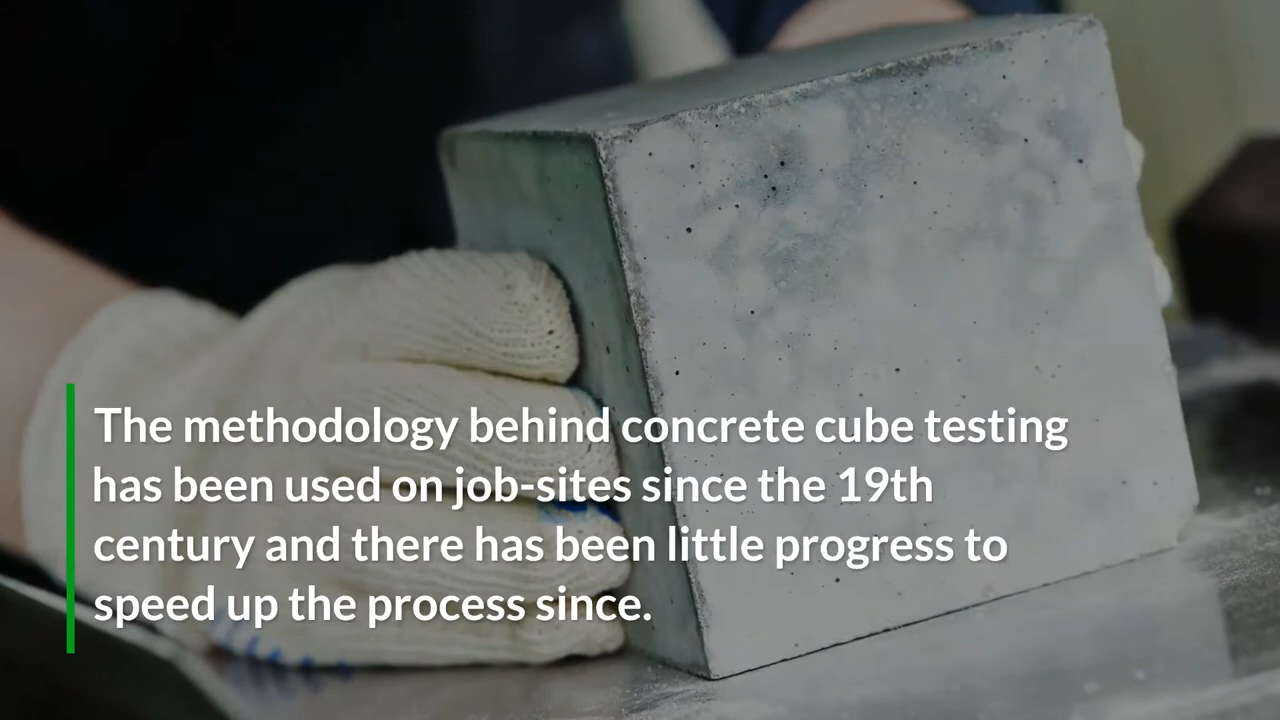 The methodology behind concrete cube testing
has been used on job-sites since the 19th
century and there has been little progress to
speed up the process since.